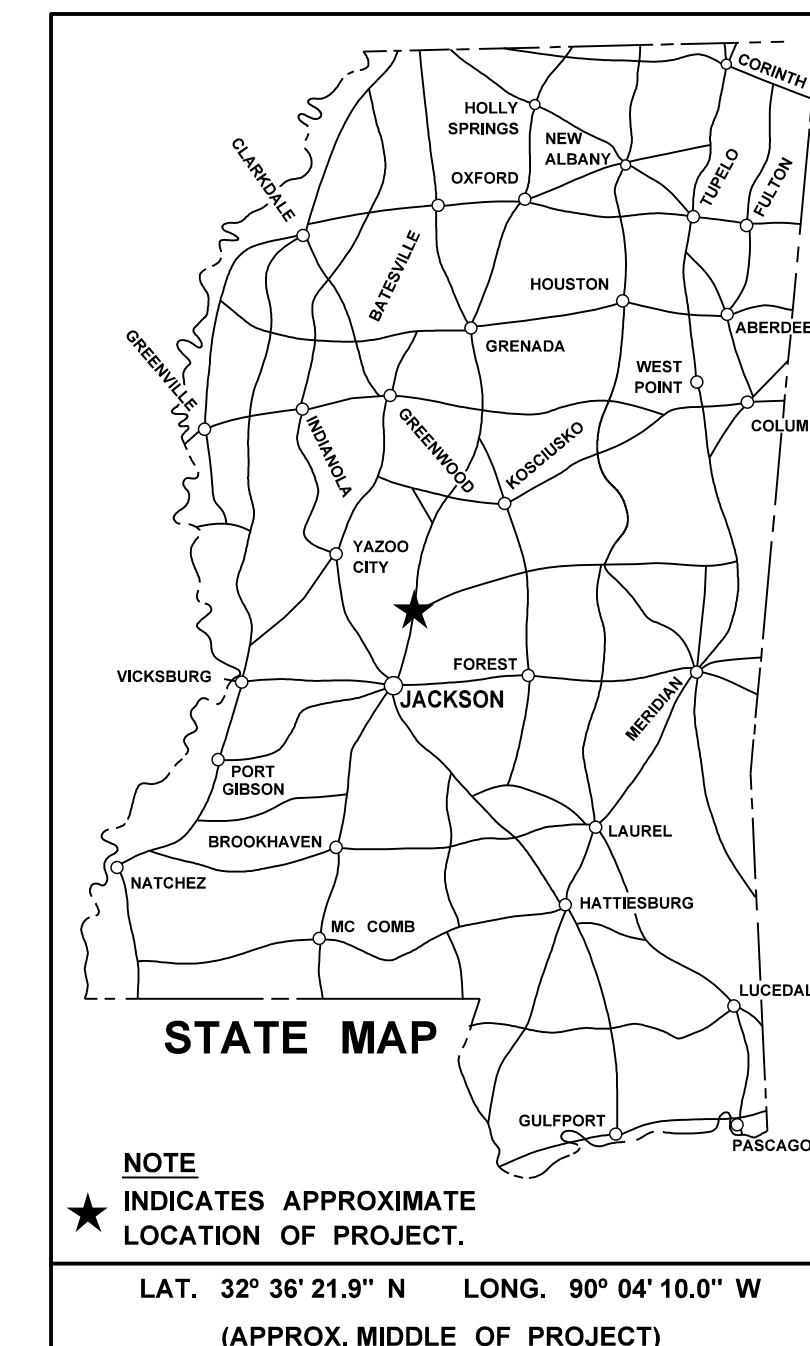 CORINTH
HOLLY
SPRINGS
NEW
ALBANY
CLARKDALE
OXFORD
TUPELO
FULTON
BATESVILLE
HOUSTON
ABERDEE
GRENADA
GREENVILLE
WEST
POINT
COLUM
INDIANOLA
GREENWOOD
KOSCIUSKO
YAZOO
CITY
VICKSBURG
FOREST
JACKSON
MERIDIAN
PORT
GIBSON
BROOKHAVEN
LAUREL
NATCHEZ
HATTIESBURG
MC COMB
LUCEDAL
STATE MAP
GULFPORT
PASCAGO
NOTE
INDICATES APPROXIMATE
LOCATION OF PROJECT.
LAT. 32º 36' 21.9" N LONG. 90º 04' 10.0" W
(APPROX. MIDDLE OF PROJECT)